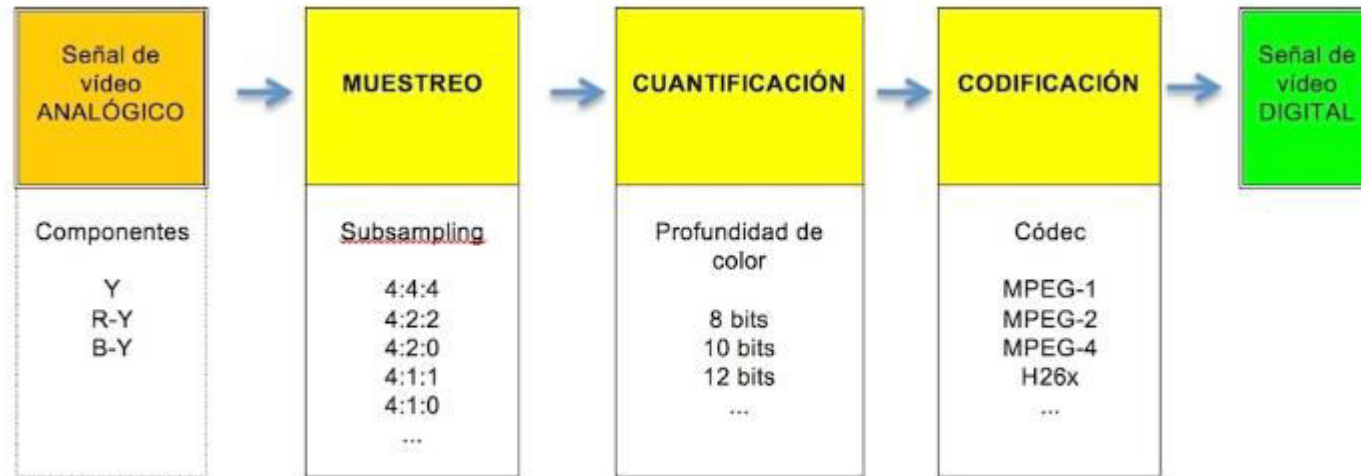 Señal de
vídeo
ANALÓGICO
MUESTREO
CUANTIFICACIÓN
CODIFICACIÓN
Señal de
vídeo
DIGITAL
Componentes
Y
R-Y
B-Y
Subsampling
4:4:4
4:2:2
4:2:0
4:1:1
4:1:0
...
Profundidad de
color
8 bits
10 bits
12 bits
...
Códec
MPEG-1
MPEG-2
MPEG-4
H26x
...